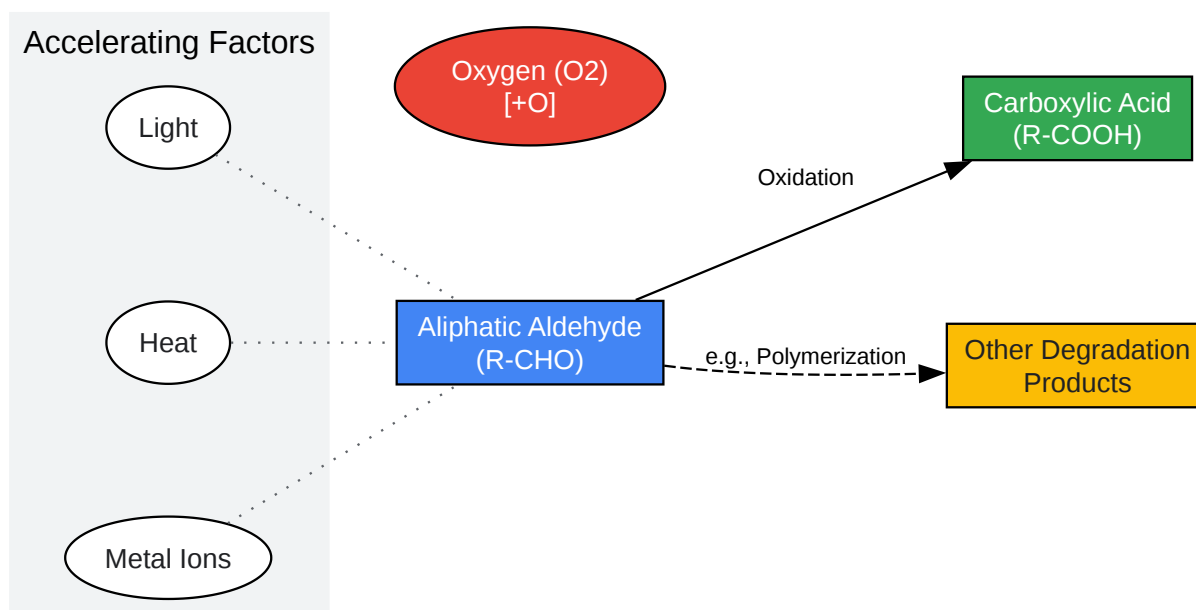 Accelerating Factors
Light
Heat
Metal Ions
Oxygen (O2)
[+O]
Aliphatic Aldehyde
(R-CHO)
Oxidation
e.g., Polymerization
Carboxylic Acid
(R-COOH)
Other Degradation
Products